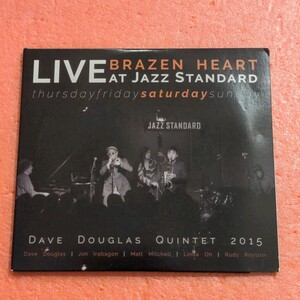 LIVE BRAZEN HEART
AT JAZZ STANDARD
thursdayfridaysaturdaysunday
JAZZ STANDARD
DAVE DOUGLAS QUINTET 2015
Dave Douglas | Jon Irabagon | Matt Mitchell | Linda Oh | Rudy Royston